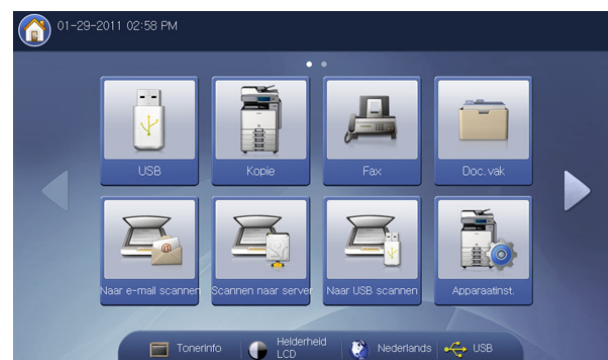 01-29-2011 02:58 PM
USB
Kopie
Fax
Doc.vak
Naar e-mail scannen
Scannen naar server
Naar USB scannen
Apparaatinst.
TonerInfo
Helderheid
LCD
Nederlands
USB